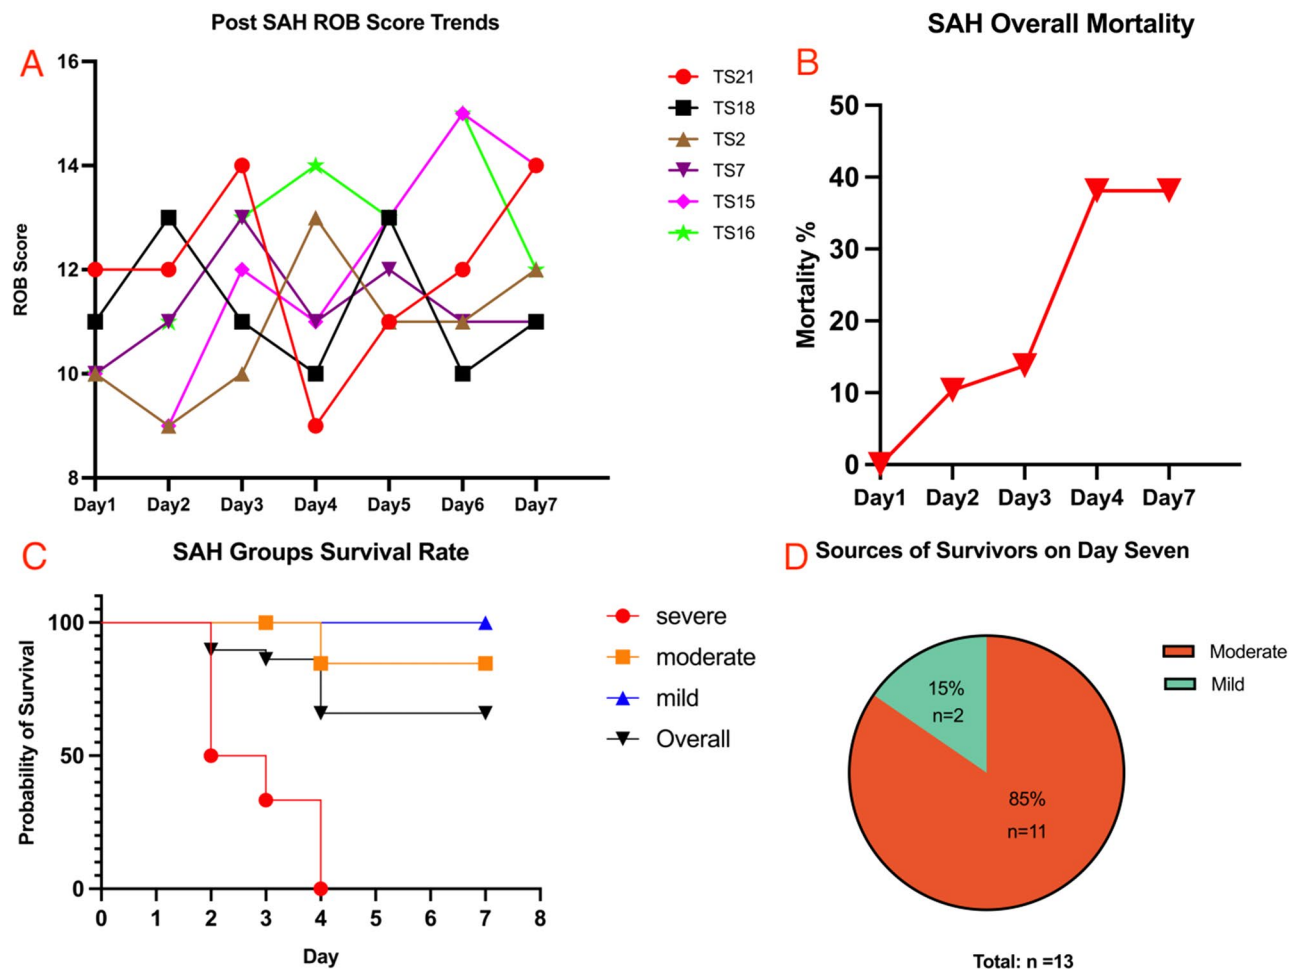 Post SAH ROB Score Trends
A
16
14
12
10
8
ROB Score
Day1 Day2 Day3 Day4 Day5 Day6 Day7
TS21
TS18
TS2
TS7
TS15
TS16
SAH Overall Mortality
B
50
40
30
20
10
0
Mortality %
Day1 Day2 Day3 Day4 Day7
C
SAH Groups Survival Rate
100
50
0
Probability of Survival
0 1 2 3 4 5 6 7 8
Day
severe
moderate
mild
Overall
D
Sources of Survivors on Day Seven
15%
n=2
85%
n=11
Moderate
Mild
Total: n =13